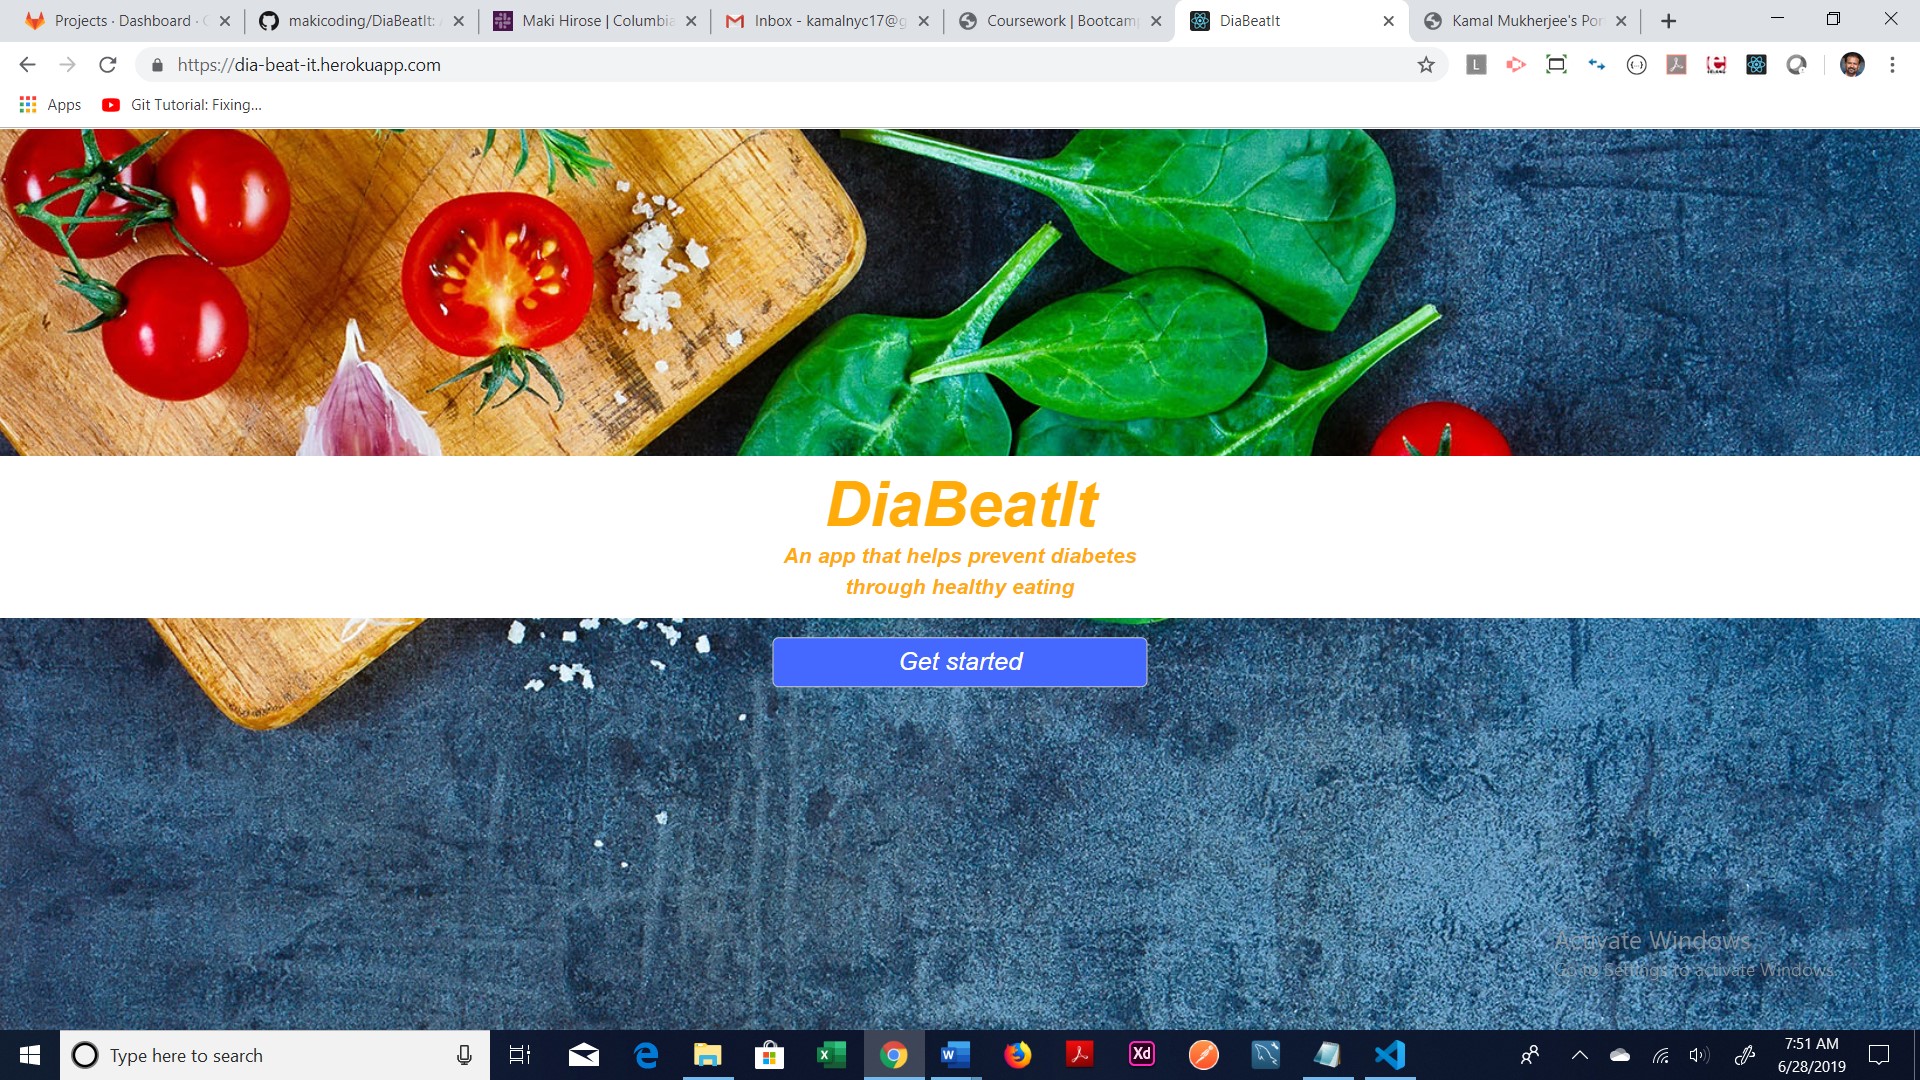 Projects · Dashboard ·
makicoding/DiaBeatIt:
Maki Hirose | Columbia
Inbox - kamalnyc17@g
Coursework | Bootcamp
DiaBeatIt
Kamal Mukherjee's Por
https://dia-beat-it.herokuapp.com
L
Apps
Git Tutorial: Fixing...
DiaBeatIt
An app that helps prevent diabetes
through healthy eating
Get started
Activate Windows
Go to Settings to activate Windows.
Type here to search
Xd
7:51 AM
6/28/2019